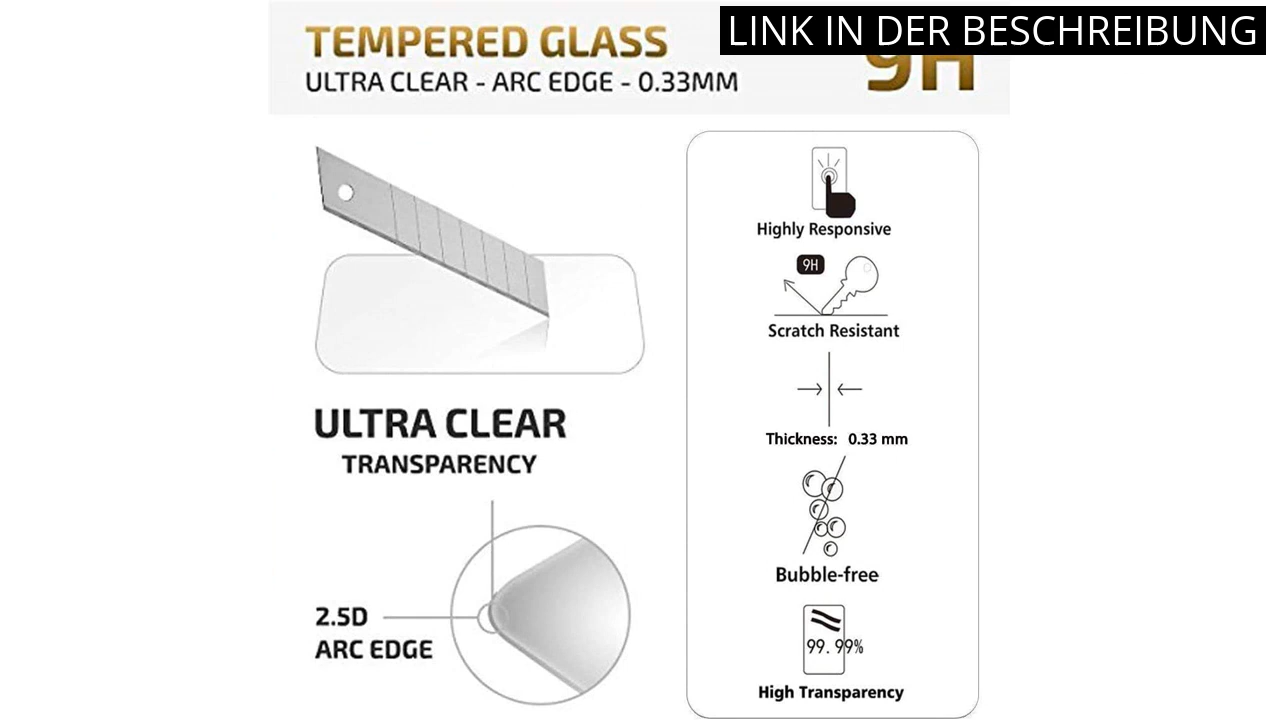 TEMPERED GLASS
ULTRA CLEAR - ARC EDGE - 0.33MM
9H
LINK IN DER BESCHREIBUNG
Highly Responsive
9H
Scratch Resistant
Thickness: 0.33 mm
Bubble-free
99.99%
High Transparency
ULTRA CLEAR
TRANSPARENCY
2.5D
ARC EDGE